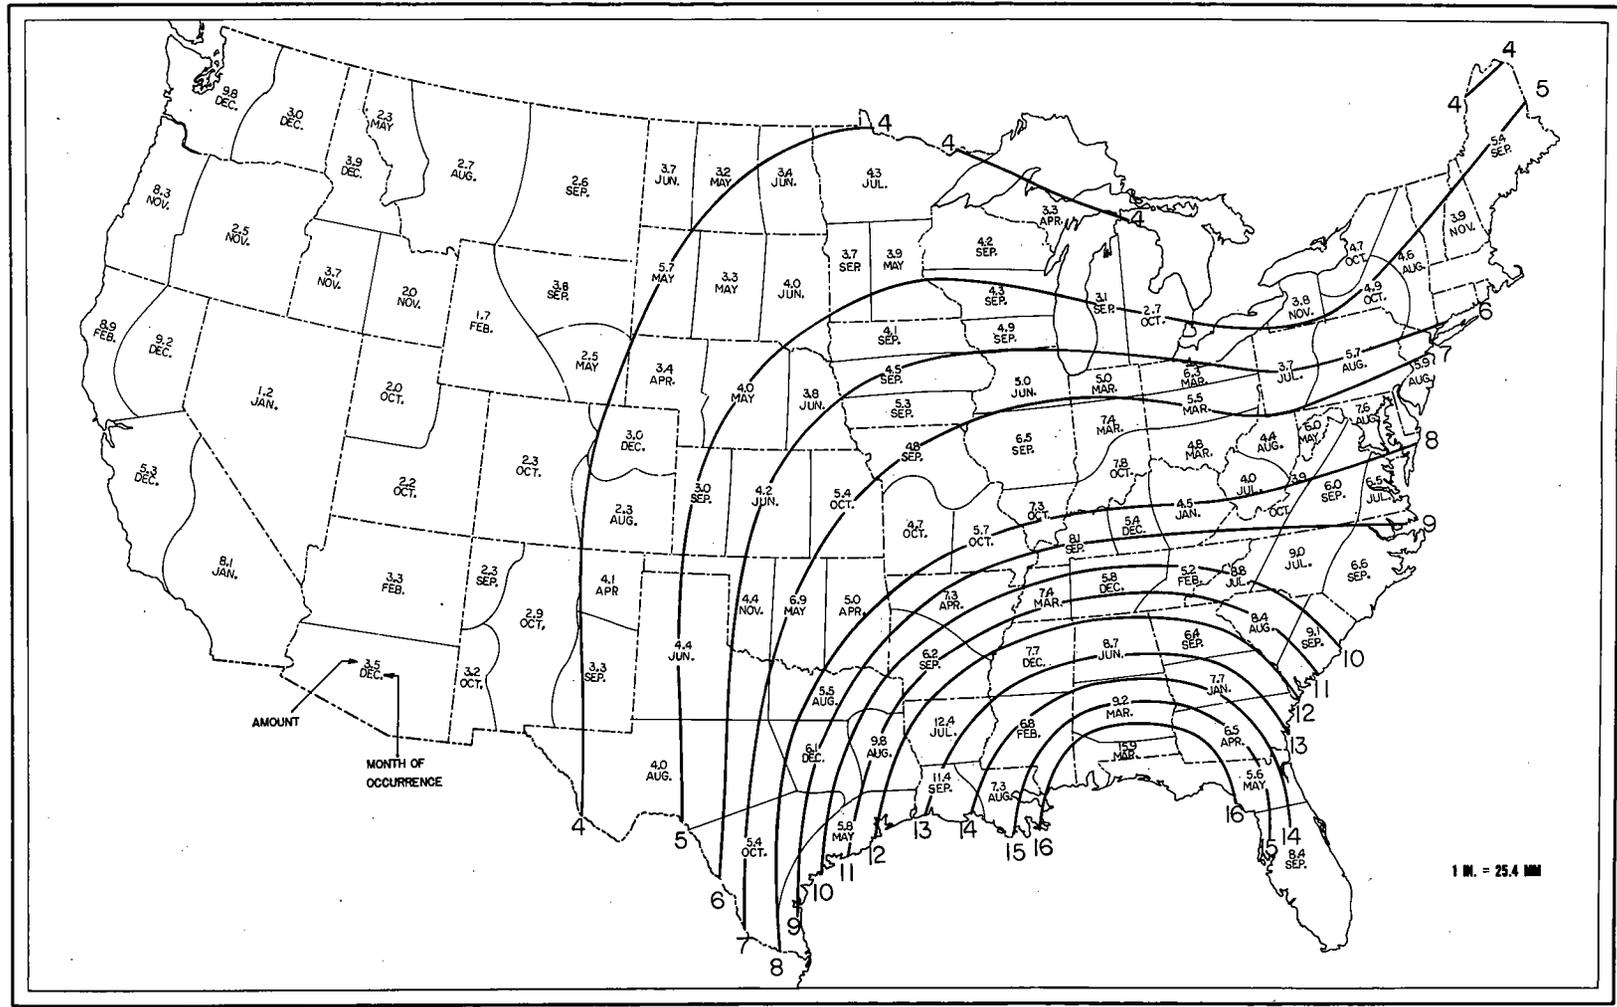 4
4
5
9.8
DEC.
3.0
DEC.
2.3
MAY
4
4
5.4
SEP.
3.9
DEC.
2.7
AUG.
2.6
SEP.
3.7
JUN.
3.2
MAY
3.4
JUN.
4.3
JUL.
8.3
NOV.
3.3
APR.
4
3.9
NOV.
2.5
NOV.
4.2
SEP.
4.7
OCT.
4.6
AUG.
3.7
NOV.
2.0
NOV.
3.8
SEP.
5.7
MAY
3.3
MAY
4.0
JUN.
3.7
SEP
3.9
MAY
4.3
SEP.
3.1
SEP.
2.7
OCT.
3.8
NOV.
4.9
OCT.
6
8.9
FEB.
9.2
DEC.
1.7
FEB.
4.1
SEP.
4.9
SEP.
7
2.5
MAY
3.4
APR.
4.5
SEP.
6.3
MAR.
3.7
JUL.
5.7
AUG.
5.9
AUG.
1.2
JAN.
2.0
OCT.
4.0
MAY
3.8
JUN.
5.3
SEP.
5.0
JUN.
5.0
MAR.
5.5
MAR.
7.4
MAR.
6.0
MAY
7.6
AUG.
3.0
DEC.
4.8
SEP.
6.5
SEP.
4.8
MAR.
4.4
AUG.
8
5.3
DEC.
2.3
OCT.
2.2
OCT.
3.0
SEP.
4.2
JUN.
5.4
OCT.
7.8
OCT.
4.0
JUL.
3.9
OCT.
6.0
SEP.
6.5
JUL.
2.3
AUG.
4.7
OCT.
5.7
OCT.
7.3
OCT.
5.4
DEC.
4.5
JAN.
9
8.1
JAN.
3.3
FEB.
2.3
SEP.
4.1
APR
8.1
SEP.
9.0
JUL.
6.6
SEP.
2.9
OCT.
4.4
NOV.
6.9
MAY
5.0
APR.
7.3
APR.
7.4
MAR.
5.8
DEC.
5.2
FEB.
8.8
JUL.
8.4
AUG.
9.1
SEP.
10
3.5
DEC.
3.2
OCT.
3.3
SEP.
4.4
JUN.
6.2
SEP.
7.7
DEC.
8.7
JUN.
6.4
SEP.
11
AMOUNT
5.5
AUG.
7.7
JAN.
12
MONTH OF
OCCURRENCE
4.0
AUG.
6.1
DEC.
9.8
AUG.
12.4
JUL.
6.8
FEB.
9.2
MAR.
15.9
MAR.
6.5
APR.
13
11.4
SEP.
7.3
AUG.
5.6
MAY
4
5
5.4
OCT.
5.8
MAY
12
13
14
15
16
16
15
14
8.4
SEP.
6
10
11
1 IN. = 25.4 MM
7
9
8